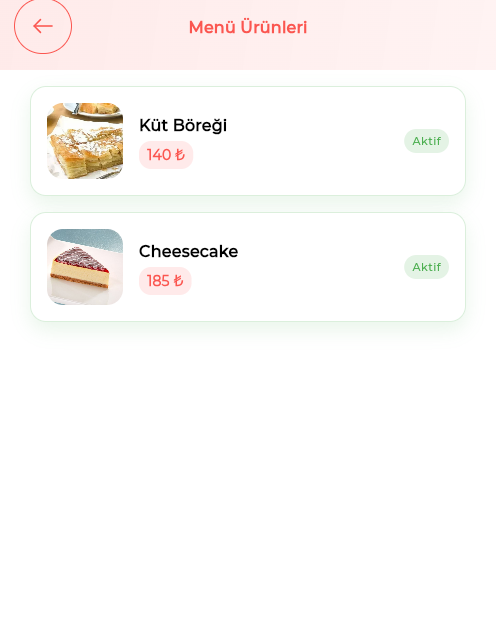 Menü Ürünleri
Küt Böreği
140 ₺
Aktif
Cheesecake
185 ₺
Aktif